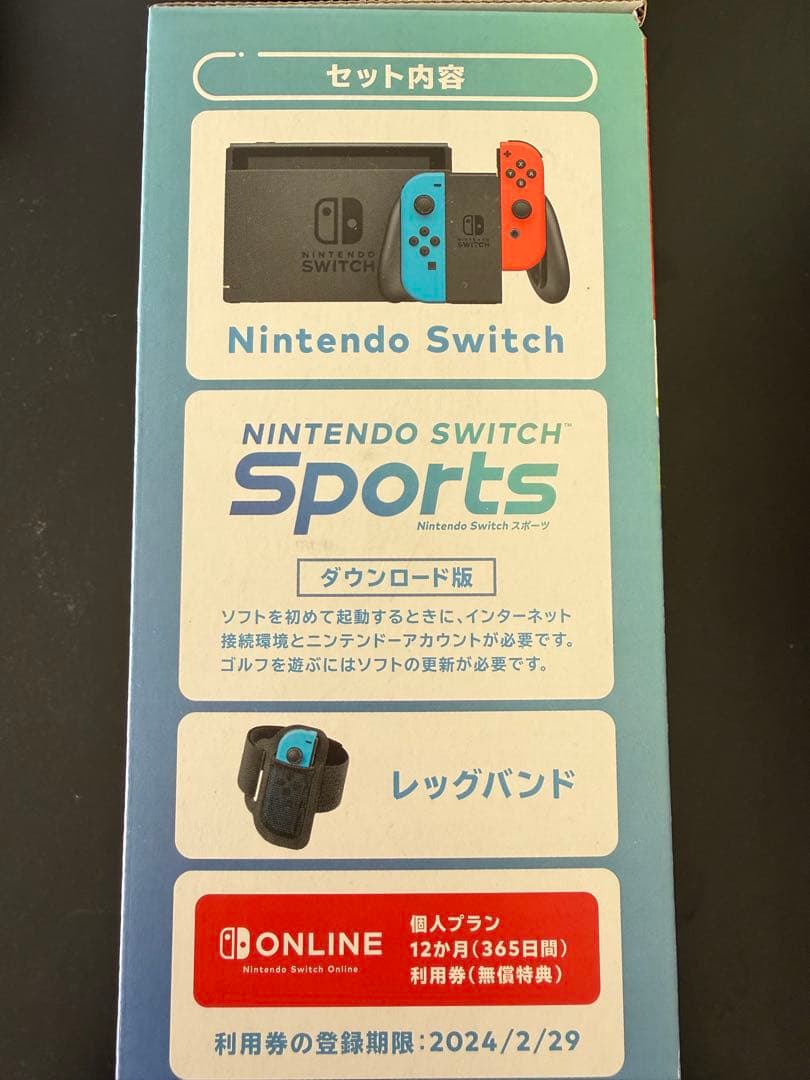 セット内容
NINTENDO
SWITCH
NINTENDO
SWITCH
X
Y A
B
Nintendo Switch
NINTENDO SWITCH™
Sports
Nintendo Switch スポーツ
ダウンロード版
ソフトを初めて起動するときに、インターネット
接続環境とニンテンドーアカウントが必要です。
ゴルフを遊ぶにはソフトの更新が必要です。
レッグバンド
ONLINE
Nintendo Switch Online
個人プラン
12か月(365日間)
利用券(無償特典)
利用券の登録期限:2024/2/29